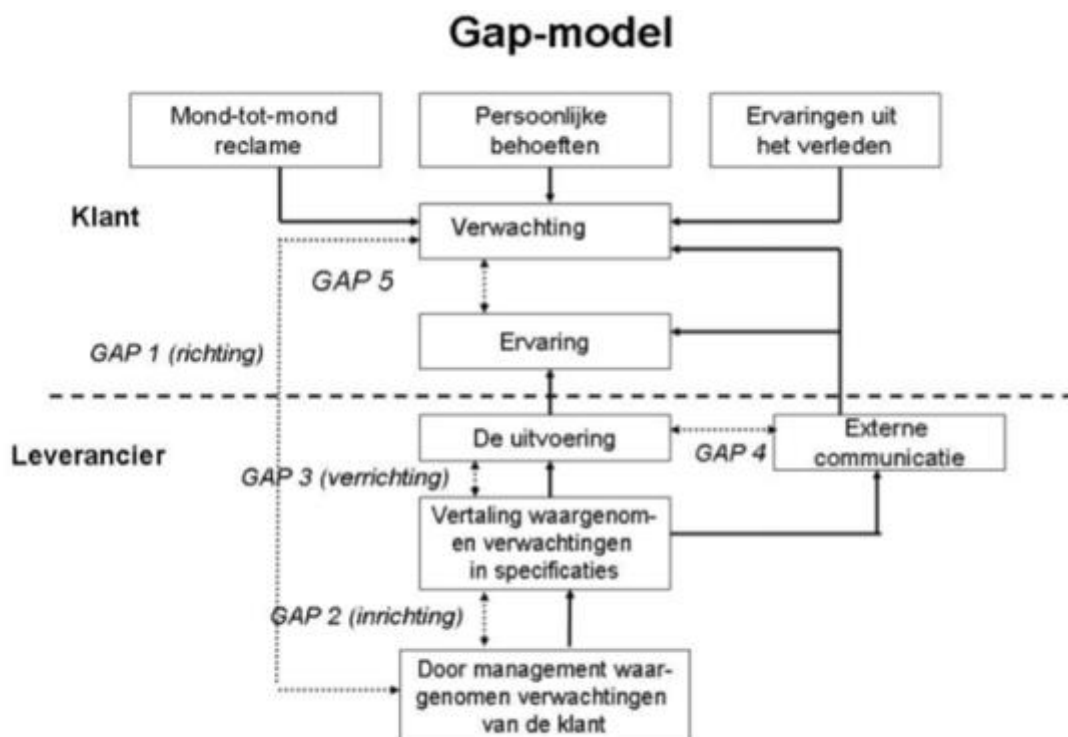 Gap-model
Mond-tot-mond
reclame
Persoonlijke
behoeften
Ervaringen uit
het verleden
Klant
Verwachting
GAP 5
Ervaring
GAP 1 (richting)
De uitvoering
Externe
communicatie
GAP 4
Leverancier
GAP 3 (verrichting)
Vertaling waargenom-
en verwachtingen
in specificaties
GAP 2 (inrichting)
Door management waar-
genomen verwachtingen
van de klant